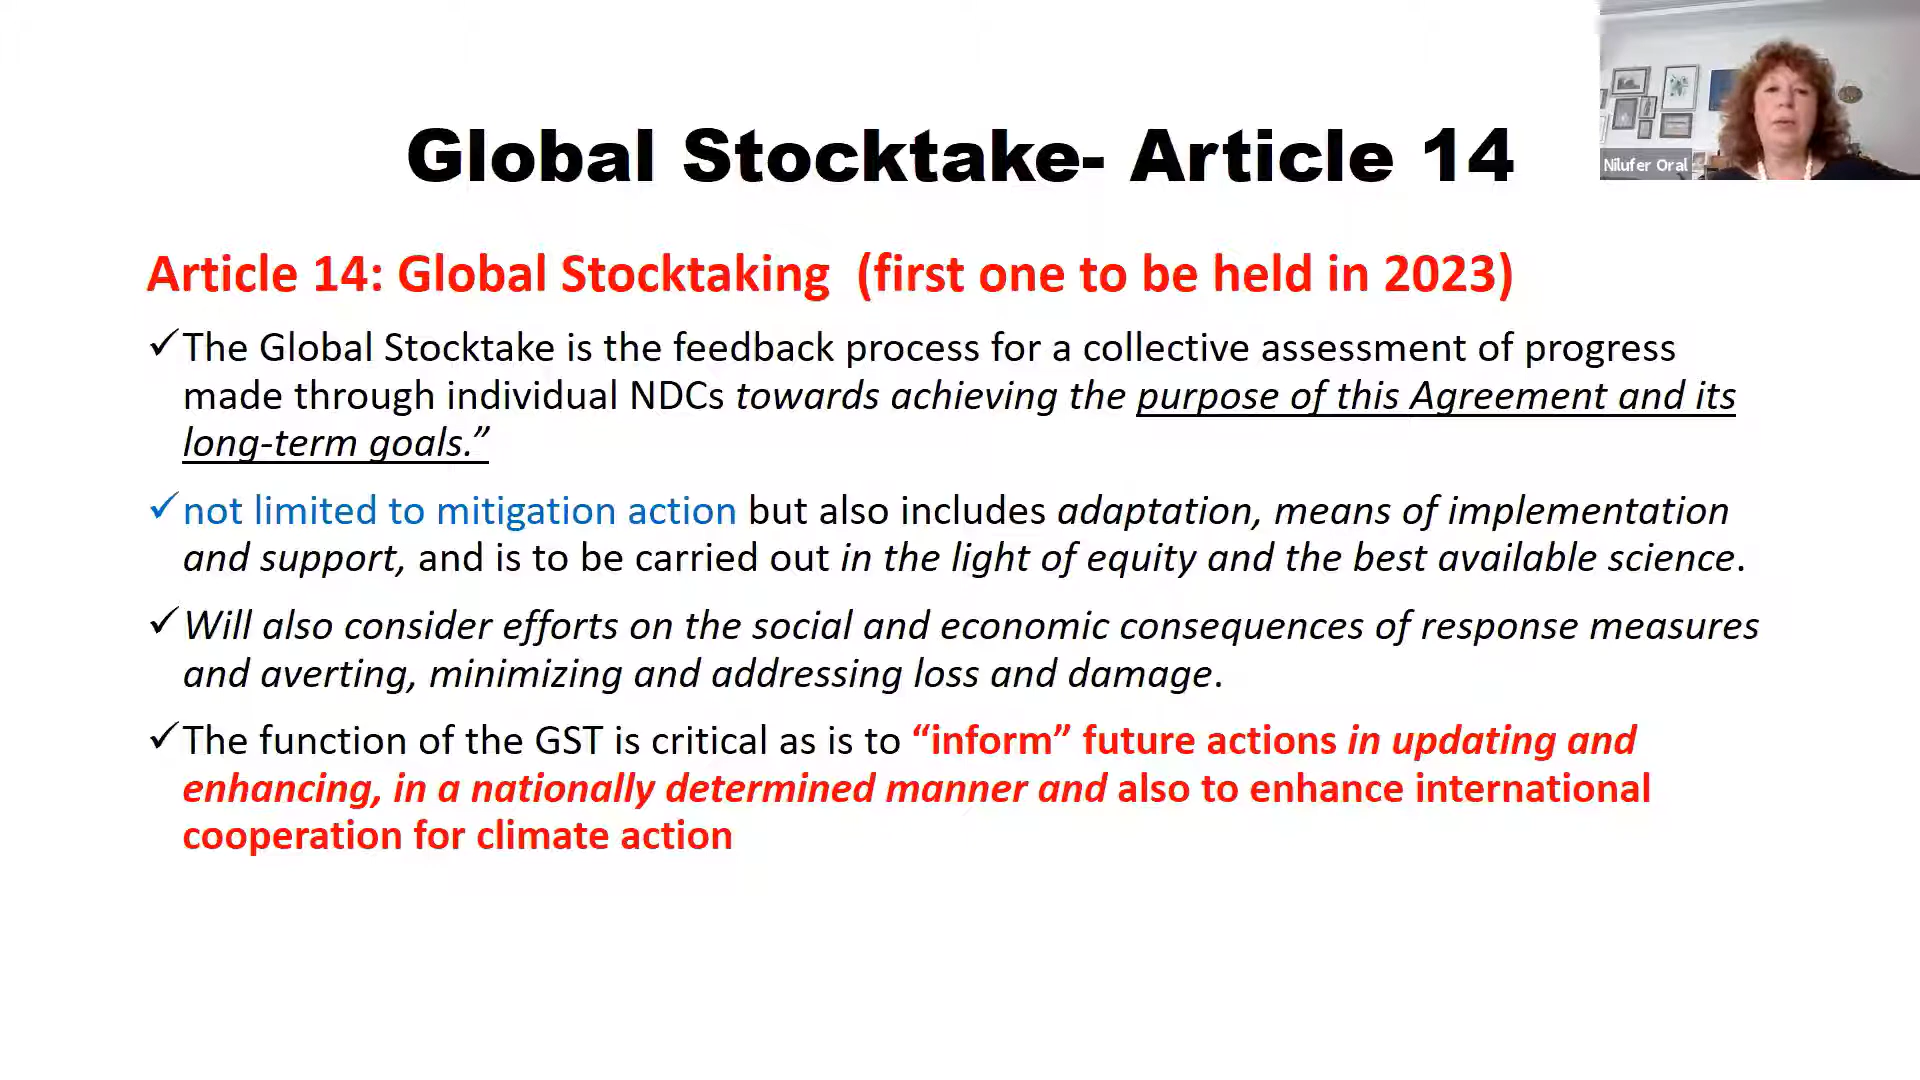 Nilufer Oral
Global Stocktake- Article 14
Article 14: Global Stocktaking (first one to be held in 2023)
✓The Global Stocktake is the feedback process for a collective assessment of progress
made through individual NDCs towards achieving the purpose of this Agreement and its
long-term goals.”
✓not limited to mitigation action but also includes adaptation, means of implementation
and support, and is to be carried out in the light of equity and the best available science.
✓Will also consider efforts on the social and economic consequences of response measures
and averting, minimizing and addressing loss and damage.
✓The function of the GST is critical as is to “inform” future actions in updating and
enhancing, in a nationally determined manner and also to enhance international
cooperation for climate action